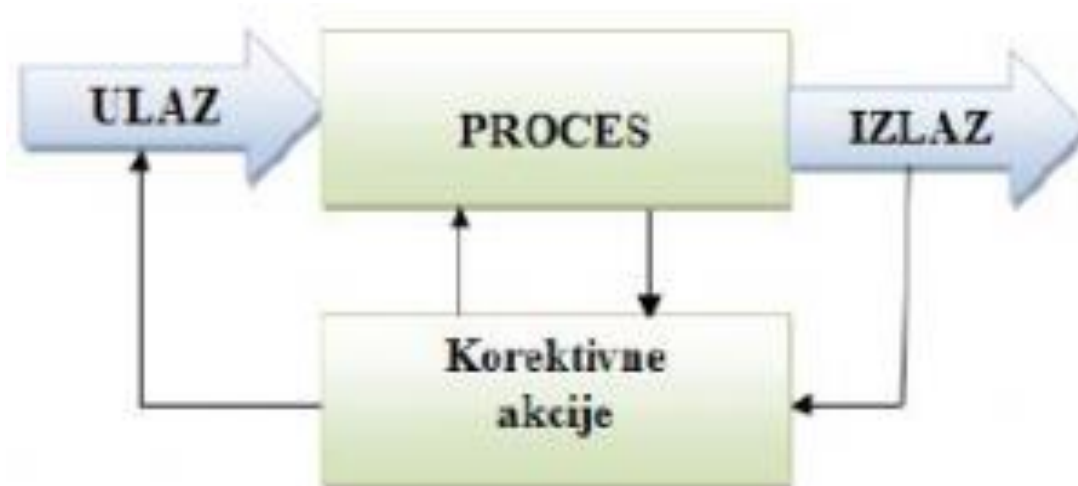 ULAZ
PROCES
IZLAZ
Korektivne
akcije